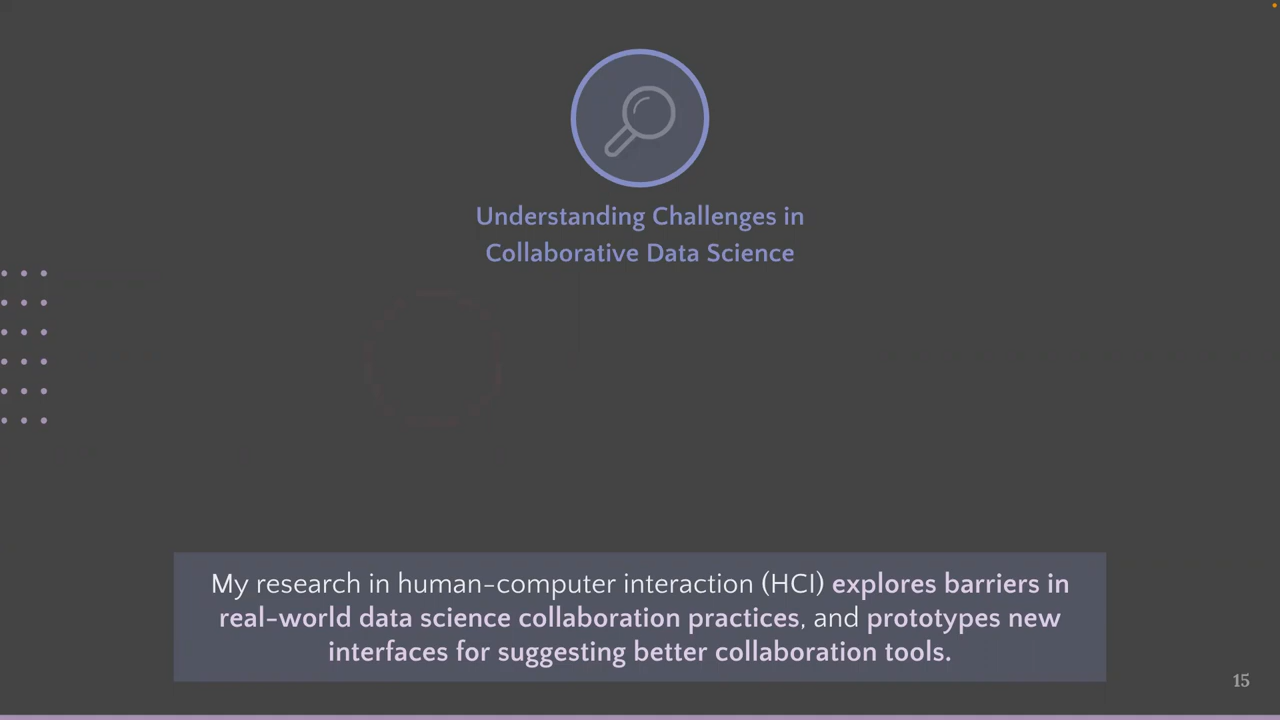 Understanding Challenges in
Collaborative Data Science
My research in human-computer interaction (HCI) explores barriers in
real-world data science collaboration practices, and prototypes new
interfaces for suggesting better collaboration tools.
15